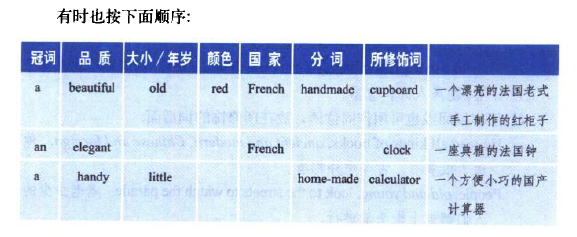 有时也按下面顺序:
冠词 品质 大小/年岁 颜色 国家 分词 所修饰词
a beautiful old red French handmade cupboard 一个漂亮的法国老式
手工制作的红柜子
an elegant French clock 一座典雅的法国钟
a handy little home-made calculator 一个方便小巧的国产
计算器